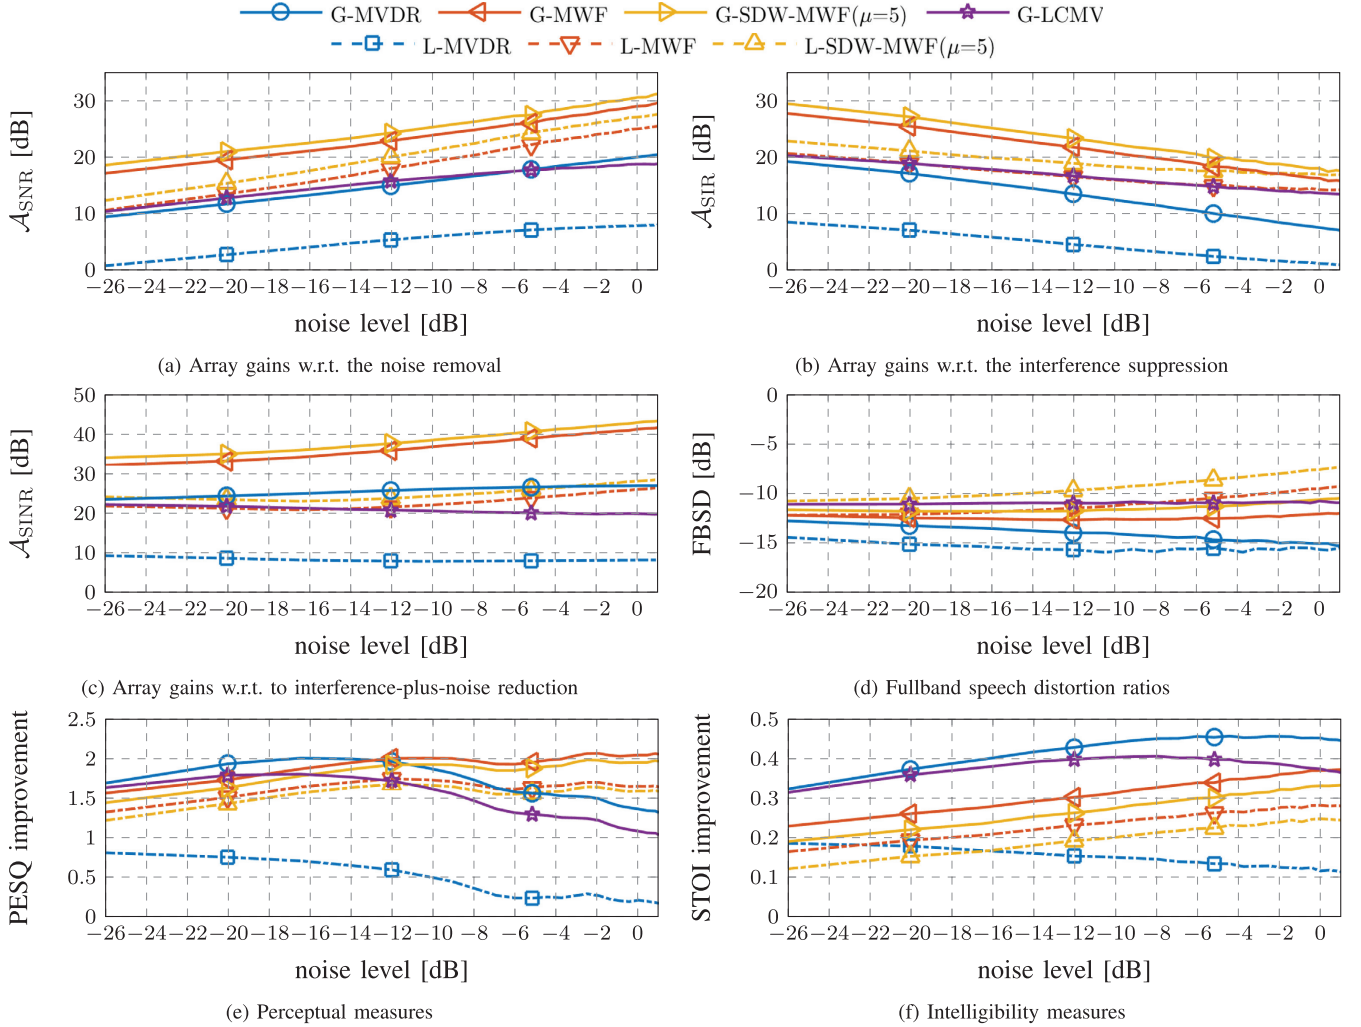 G-MVDR G-MWF G-SDW-MWF(μ=5) G-LCMV
L-MVDR L-MWF L-SDW-MWF(μ=5)
𝒜SNR [dB]
30
20
10
0
−26 −24 −22 −20 −18 −16 −14 −12 −10 −8 −6 −4 −2 0
noise level [dB]
(a) Array gains w.r.t. the noise removal
𝒜SIR [dB]
30
20
10
0
−26 −24 −22 −20 −18 −16 −14 −12 −10 −8 −6 −4 −2 0
noise level [dB]
(b) Array gains w.r.t. the interference suppression
𝒜SINR [dB]
50
40
30
20
10
0
−26 −24 −22 −20 −18 −16 −14 −12 −10 −8 −6 −4 −2 0
noise level [dB]
(c) Array gains w.r.t. to interference-plus-noise reduction
FBSD [dB]
0
−5
−10
−15
−20
−26 −24 −22 −20 −18 −16 −14 −12 −10 −8 −6 −4 −2 0
noise level [dB]
(d) Fullband speech distortion ratios
PESQ improvement
2.5
2
1.5
1
0.5
0
−26 −24 −22 −20 −18 −16 −14 −12 −10 −8 −6 −4 −2 0
noise level [dB]
(e) Perceptual measures
STOI improvement
0.5
0.4
0.3
0.2
0.1
0
−26 −24 −22 −20 −18 −16 −14 −12 −10 −8 −6 −4 −2 0
noise level [dB]
(f) Intelligibility measures